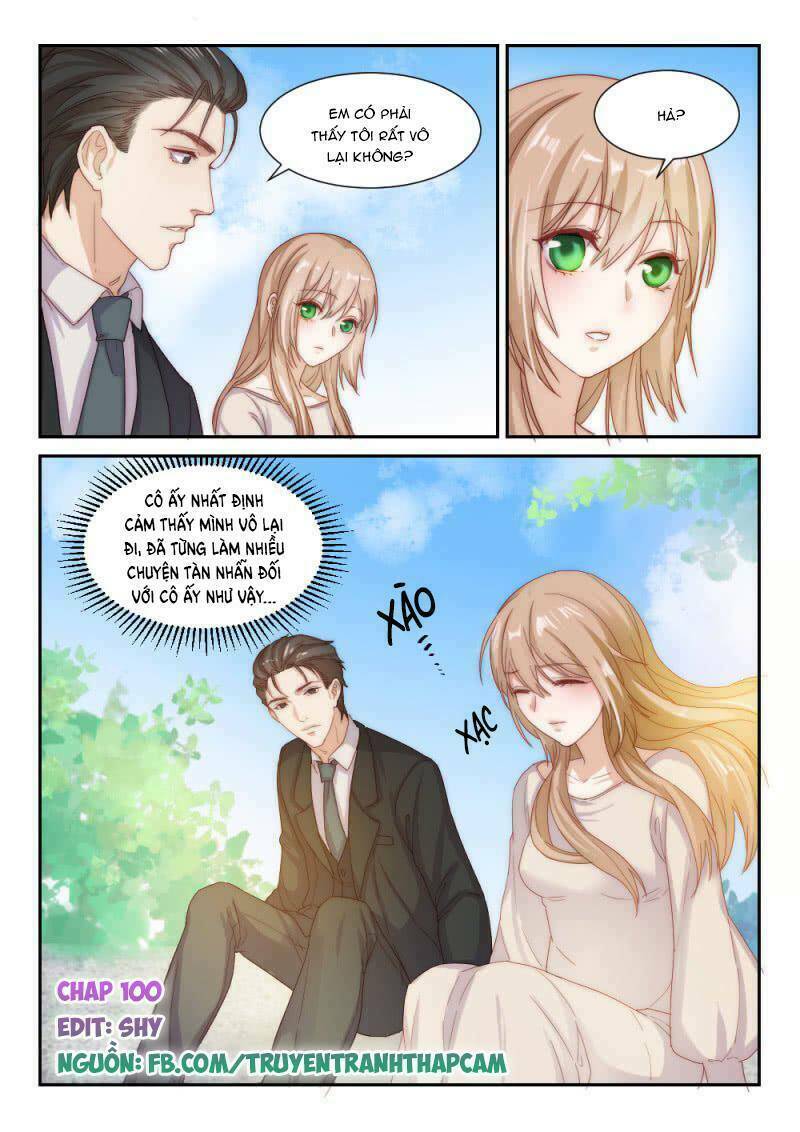 EM CÓ PHẢI
THẤY TÔI RẤT VÔ
LẠI KHÔNG?
HẢ?
CÔ ẤY NHẤT ĐỊNH
CẢM THẤY MÌNH VÔ LẠI
ĐI, ĐÃ TỪNG LÀM NHIỀU
CHUYỆN TÀN NHẪN ĐỐI
VỚI CÔ ẤY NHƯ VẬY...
XÀO
XẠC
CHAP 100
EDIT: SHY
NGUỒN: FB.COM/TRUYENTRANHTHAPCAM